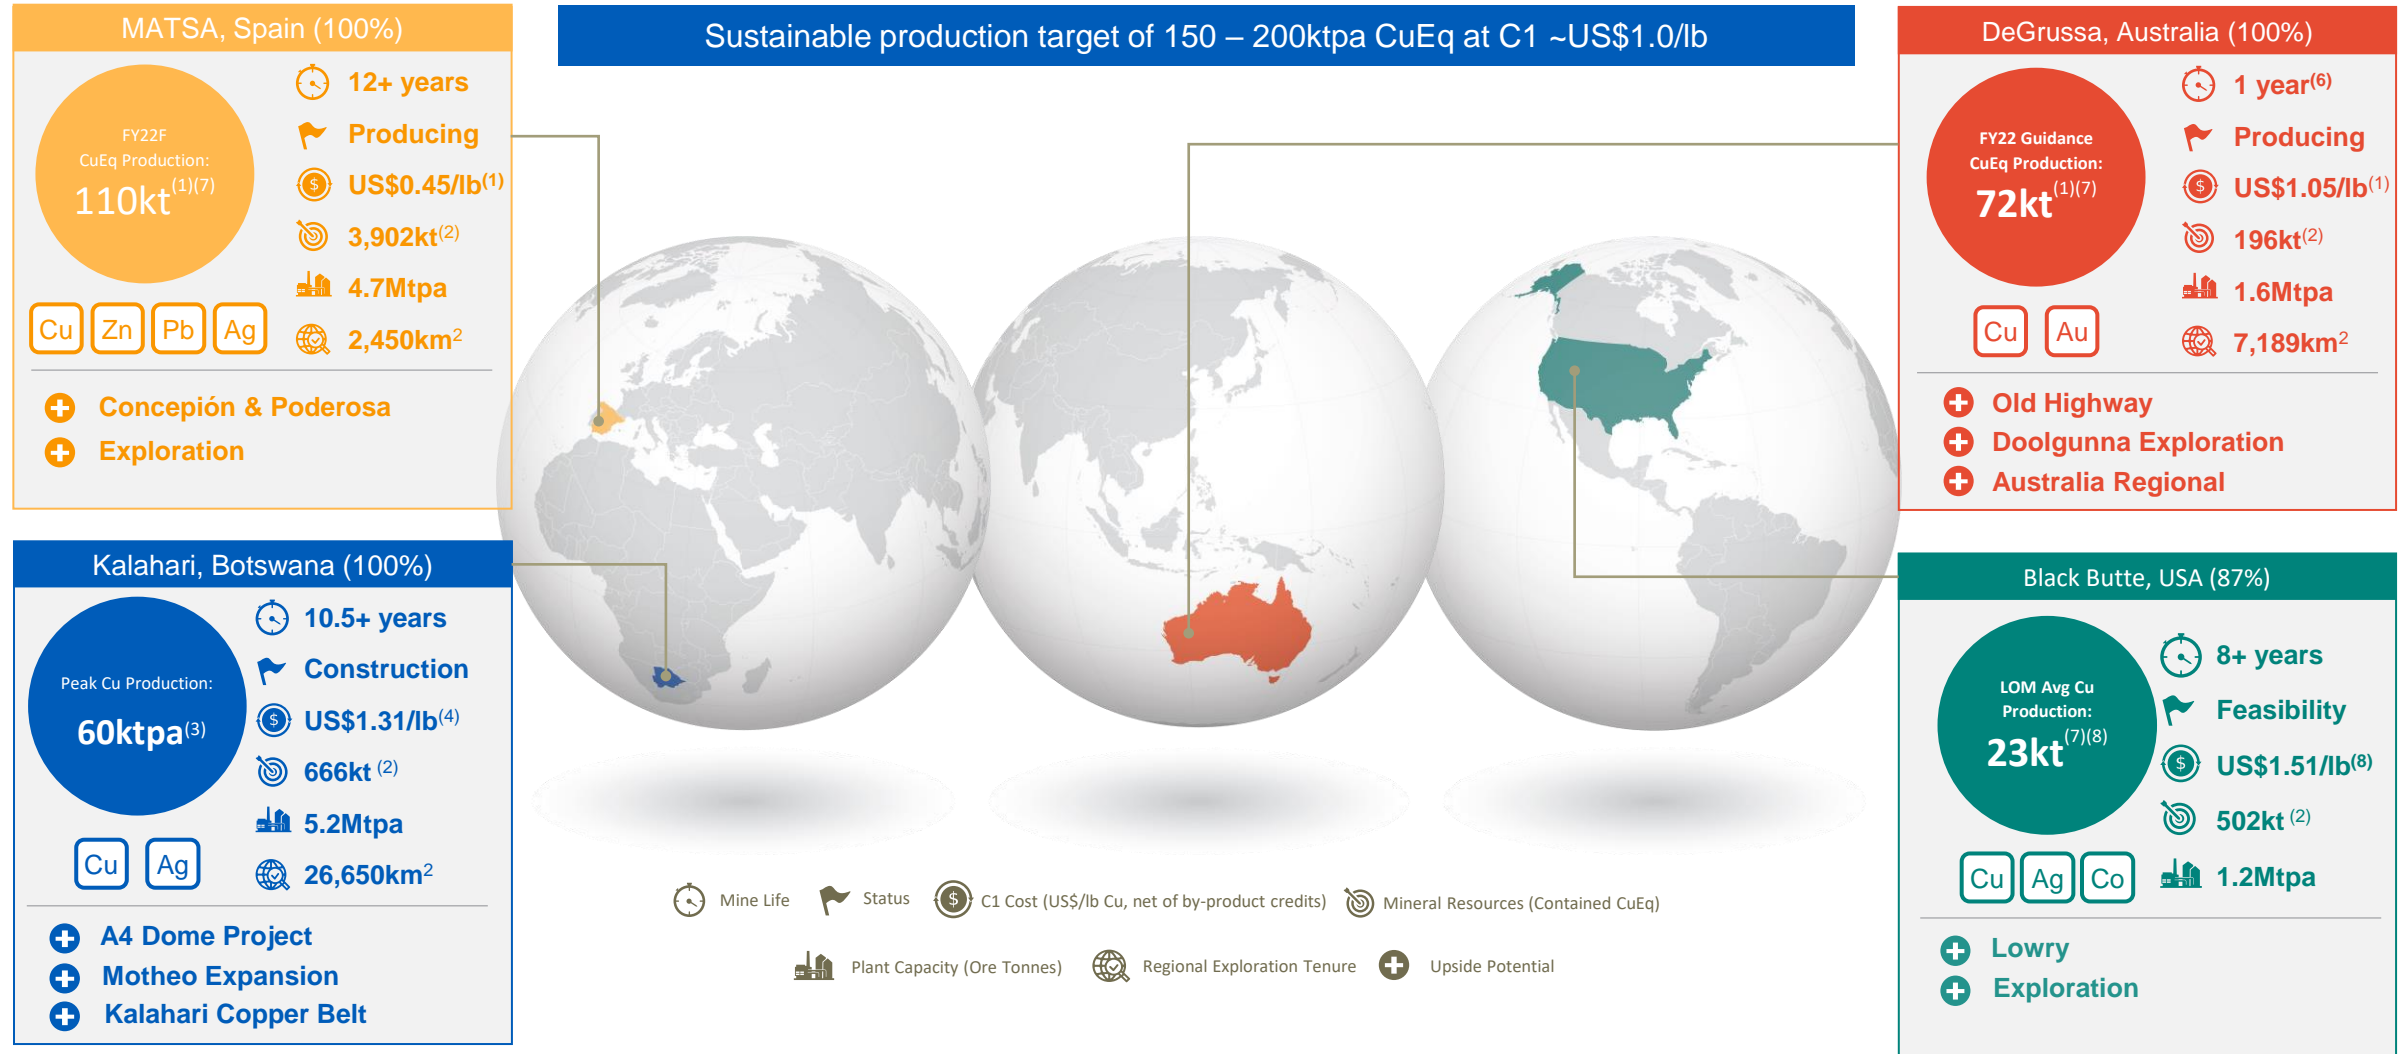 MATSA, Spain (100%)
FY22F
CuEq Production:
110kt(1)(7)
12+ years
Producing
US$0.45/lb(1)
3,902kt(2)
4.7Mtpa
2,450km2
Cu Zn Pb Ag
Concepión & Poderosa
Exploration
Sustainable production target of 150 – 200ktpa CuEq at C1 ~US$1.0/lb
DeGrussa, Australia (100%)
FY22 Guidance
CuEq Production:
72kt(1)(7)
1 year(6)
Producing
US$1.05/lb(1)
196kt(2)
1.6Mtpa
7,189km2
Cu Au
Old Highway
Doolgunna Exploration
Australia Regional
Kalahari, Botswana (100%)
Peak Cu Production:
60ktpa(3)
10.5+ years
Construction
US$1.31/lb(4)
666kt (2)
5.2Mtpa
26,650km2
Cu Ag
A4 Dome Project
Motheo Expansion
Kalahari Copper Belt
Black Butte, USA (87%)
LOM Avg Cu
Production:
23kt(7)(8)
8+ years
Feasibility
US$1.51/lb(8)
502kt (2)
1.2Mtpa
Cu Ag Co
Lowry
Exploration
Mine Life Status C1 Cost (US$/lb Cu, net of by-product credits) Mineral Resources (Contained CuEq)
Plant Capacity (Ore Tonnes) Regional Exploration Tenure Upside Potential